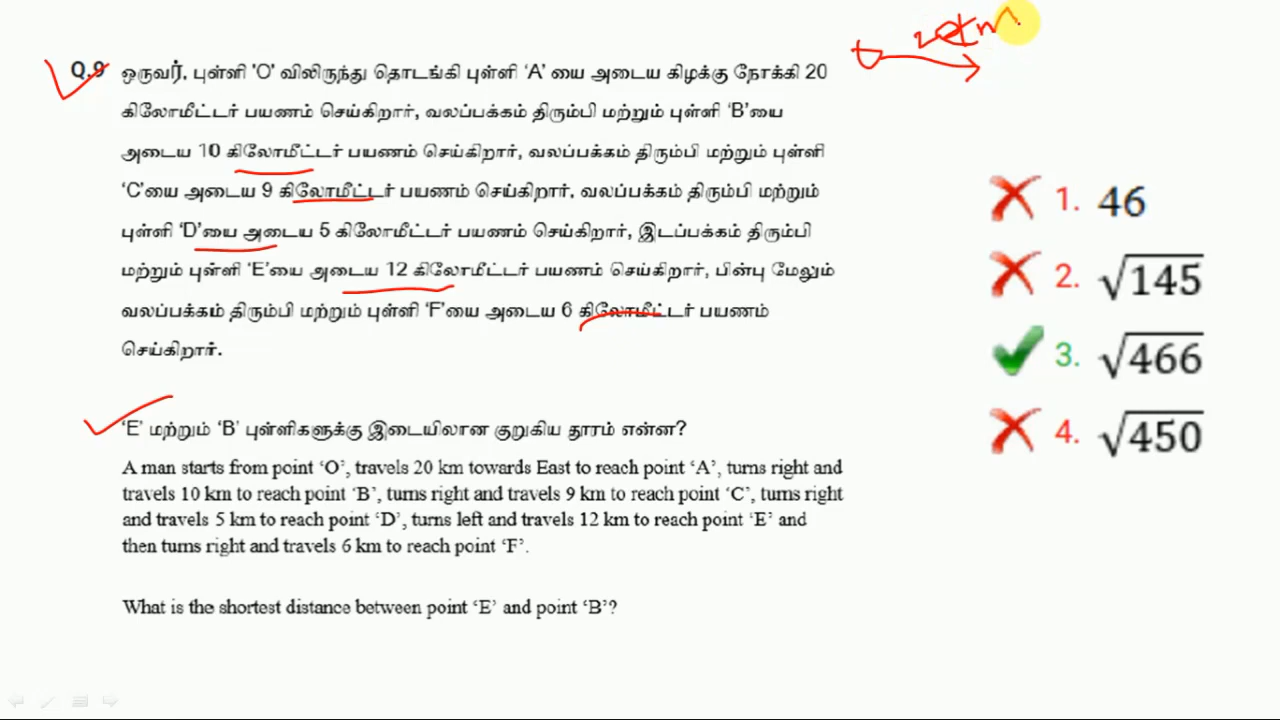 20km
Q.9 ஒருவர், புள்ளி 'O' விலிருந்து தொடங்கி புள்ளி 'A' யை அடைய கிழக்கு நோக்கி 20
கிலோமீட்டர் பயணம் செய்கிறார், வலப்பக்கம் திரும்பி மற்றும் புள்ளி 'B'யை
அடைய 10 கிலோமீட்டர் பயணம் செய்கிறார், வலப்பக்கம் திரும்பி மற்றும் புள்ளி
'C'யை அடைய 9 கிலோமீட்டர் பயணம் செய்கிறார், வலப்பக்கம் திரும்பி மற்றும்
புள்ளி 'D'யை அடைய 5 கிலோமீட்டர் பயணம் செய்கிறார், இடப்பக்கம் திரும்பி
மற்றும் புள்ளி 'E'யை அடைய 12 கிலோமீட்டர் பயணம் செய்கிறார், பின்பு மேலும்
வலப்பக்கம் திரும்பி மற்றும் புள்ளி 'F'யை அடைய 6 கிலோமீட்டர் பயணம்
செய்கிறார்.
'E' மற்றும் 'B' புள்ளிகளுக்கு இடையிலான குறுகிய தூரம் என்ன?
A man starts from point 'O', travels 20 km towards East to reach point 'A', turns right and
travels 10 km to reach point 'B', turns right and travels 9 km to reach point 'C', turns right
and travels 5 km to reach point 'D', turns left and travels 12 km to reach point 'E' and
then turns right and travels 6 km to reach point 'F'.
What is the shortest distance between point 'E' and point 'B'?
1. 46
2. √145
3. √466
4. √450